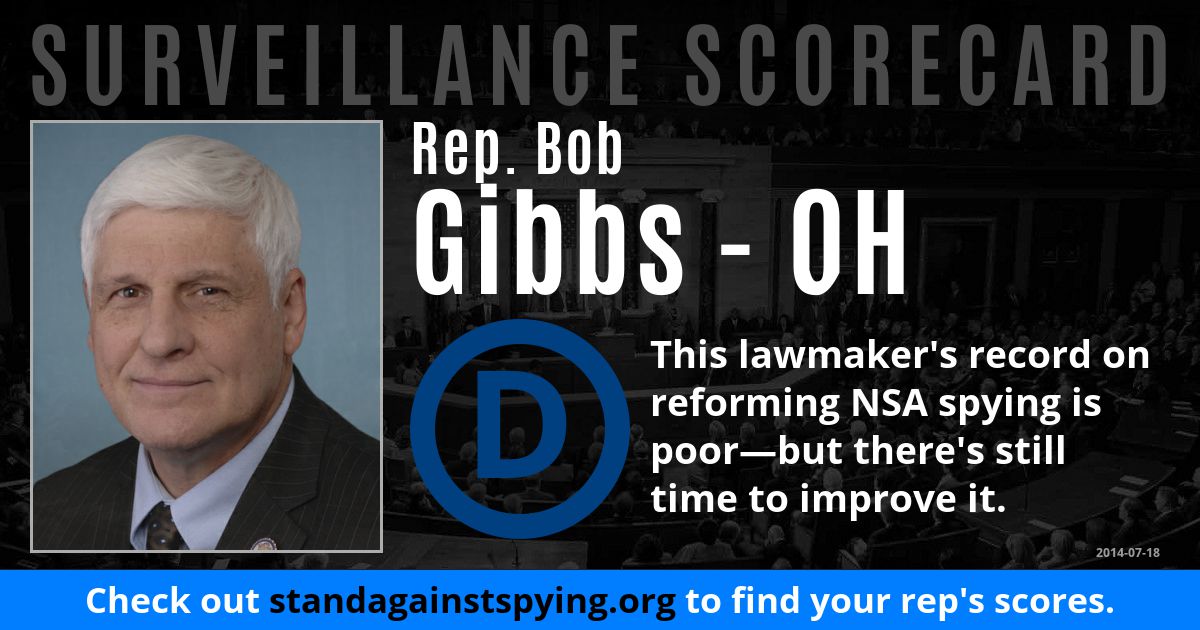 SURVEILLANCE SCORECARD
Rep. Bob
Gibbs - OH
D
This lawmaker's record on
reforming NSA spying is
poor—but there's still
time to improve it.
2014-07-18
Check out standagainstspying.org to find your rep's scores.